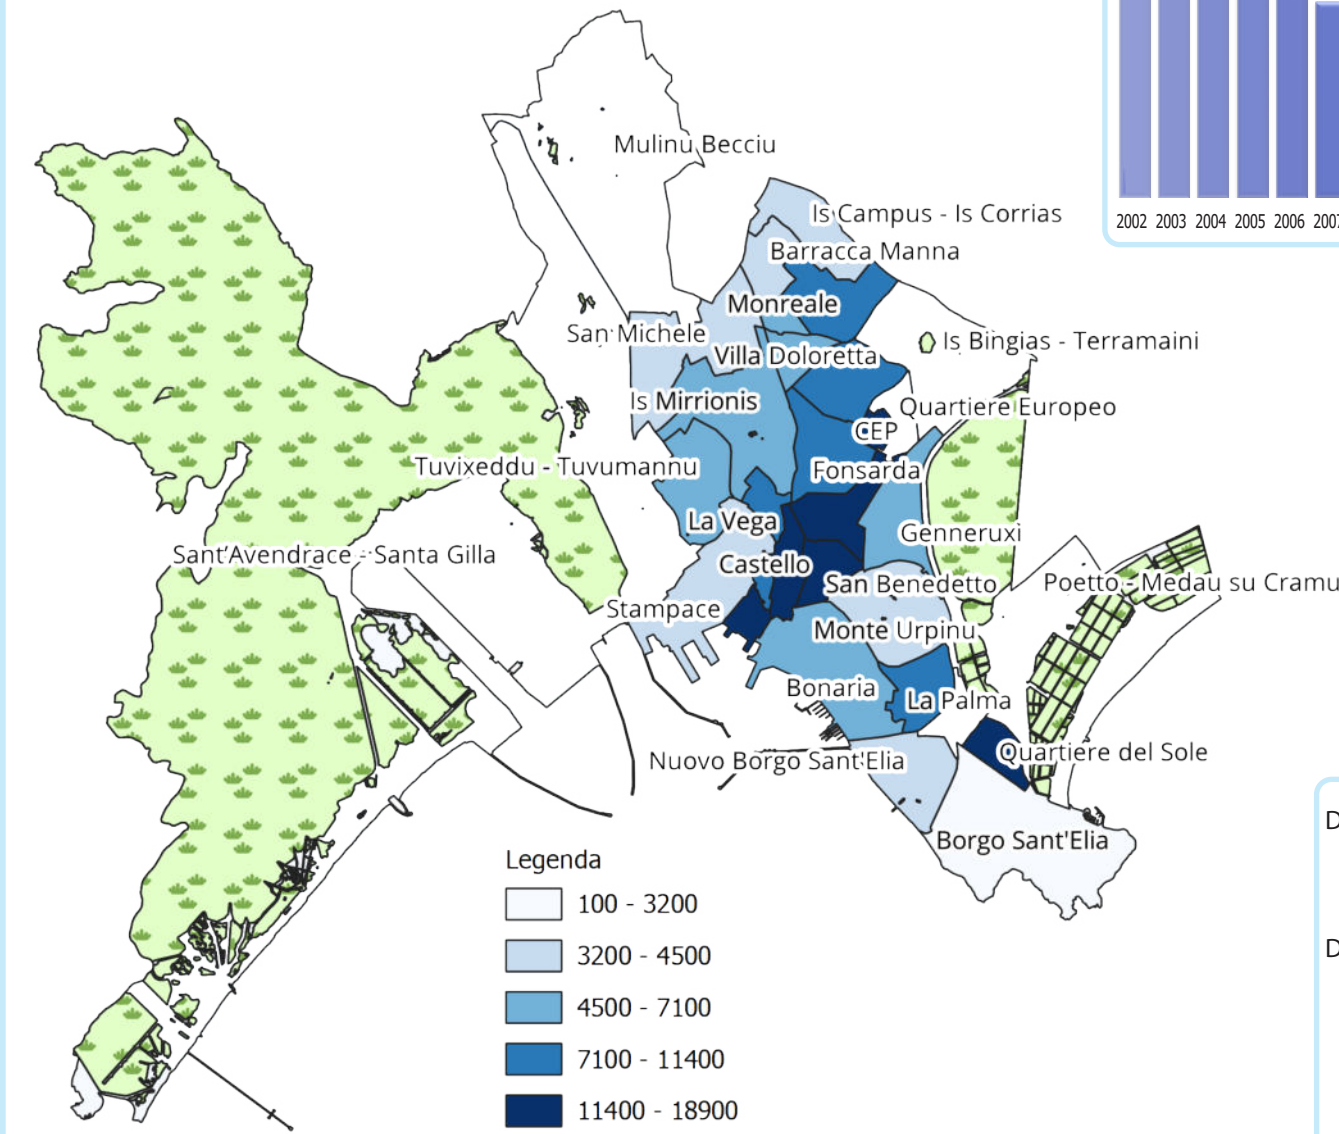 2002 2003 2004 2005 2006
Mulinu Becciu
Is Campus - Is Corrias
Barracca Manna
Monreale
San Michele
Is Bingias - Terramaini
Villa Doloretta
Is Mirrionis
Quartiere Europeo
CEP
Tuvixeddu - Tuvumannu
Fonsarda
La Vega
Genneruxi
Sant'Avendrace - Santa Gilla
Castello
San Benedetto
Poetto - Medau su Cramu
Stampace
Monte Urpinu
Bonaria
La Palma
Nuovo Borgo Sant'Elia
Quartiere del Sole
Borgo Sant'Elia
Legenda
100 - 3200
3200 - 4500
4500 - 7100
7100 - 11400
11400 - 18900
D
D